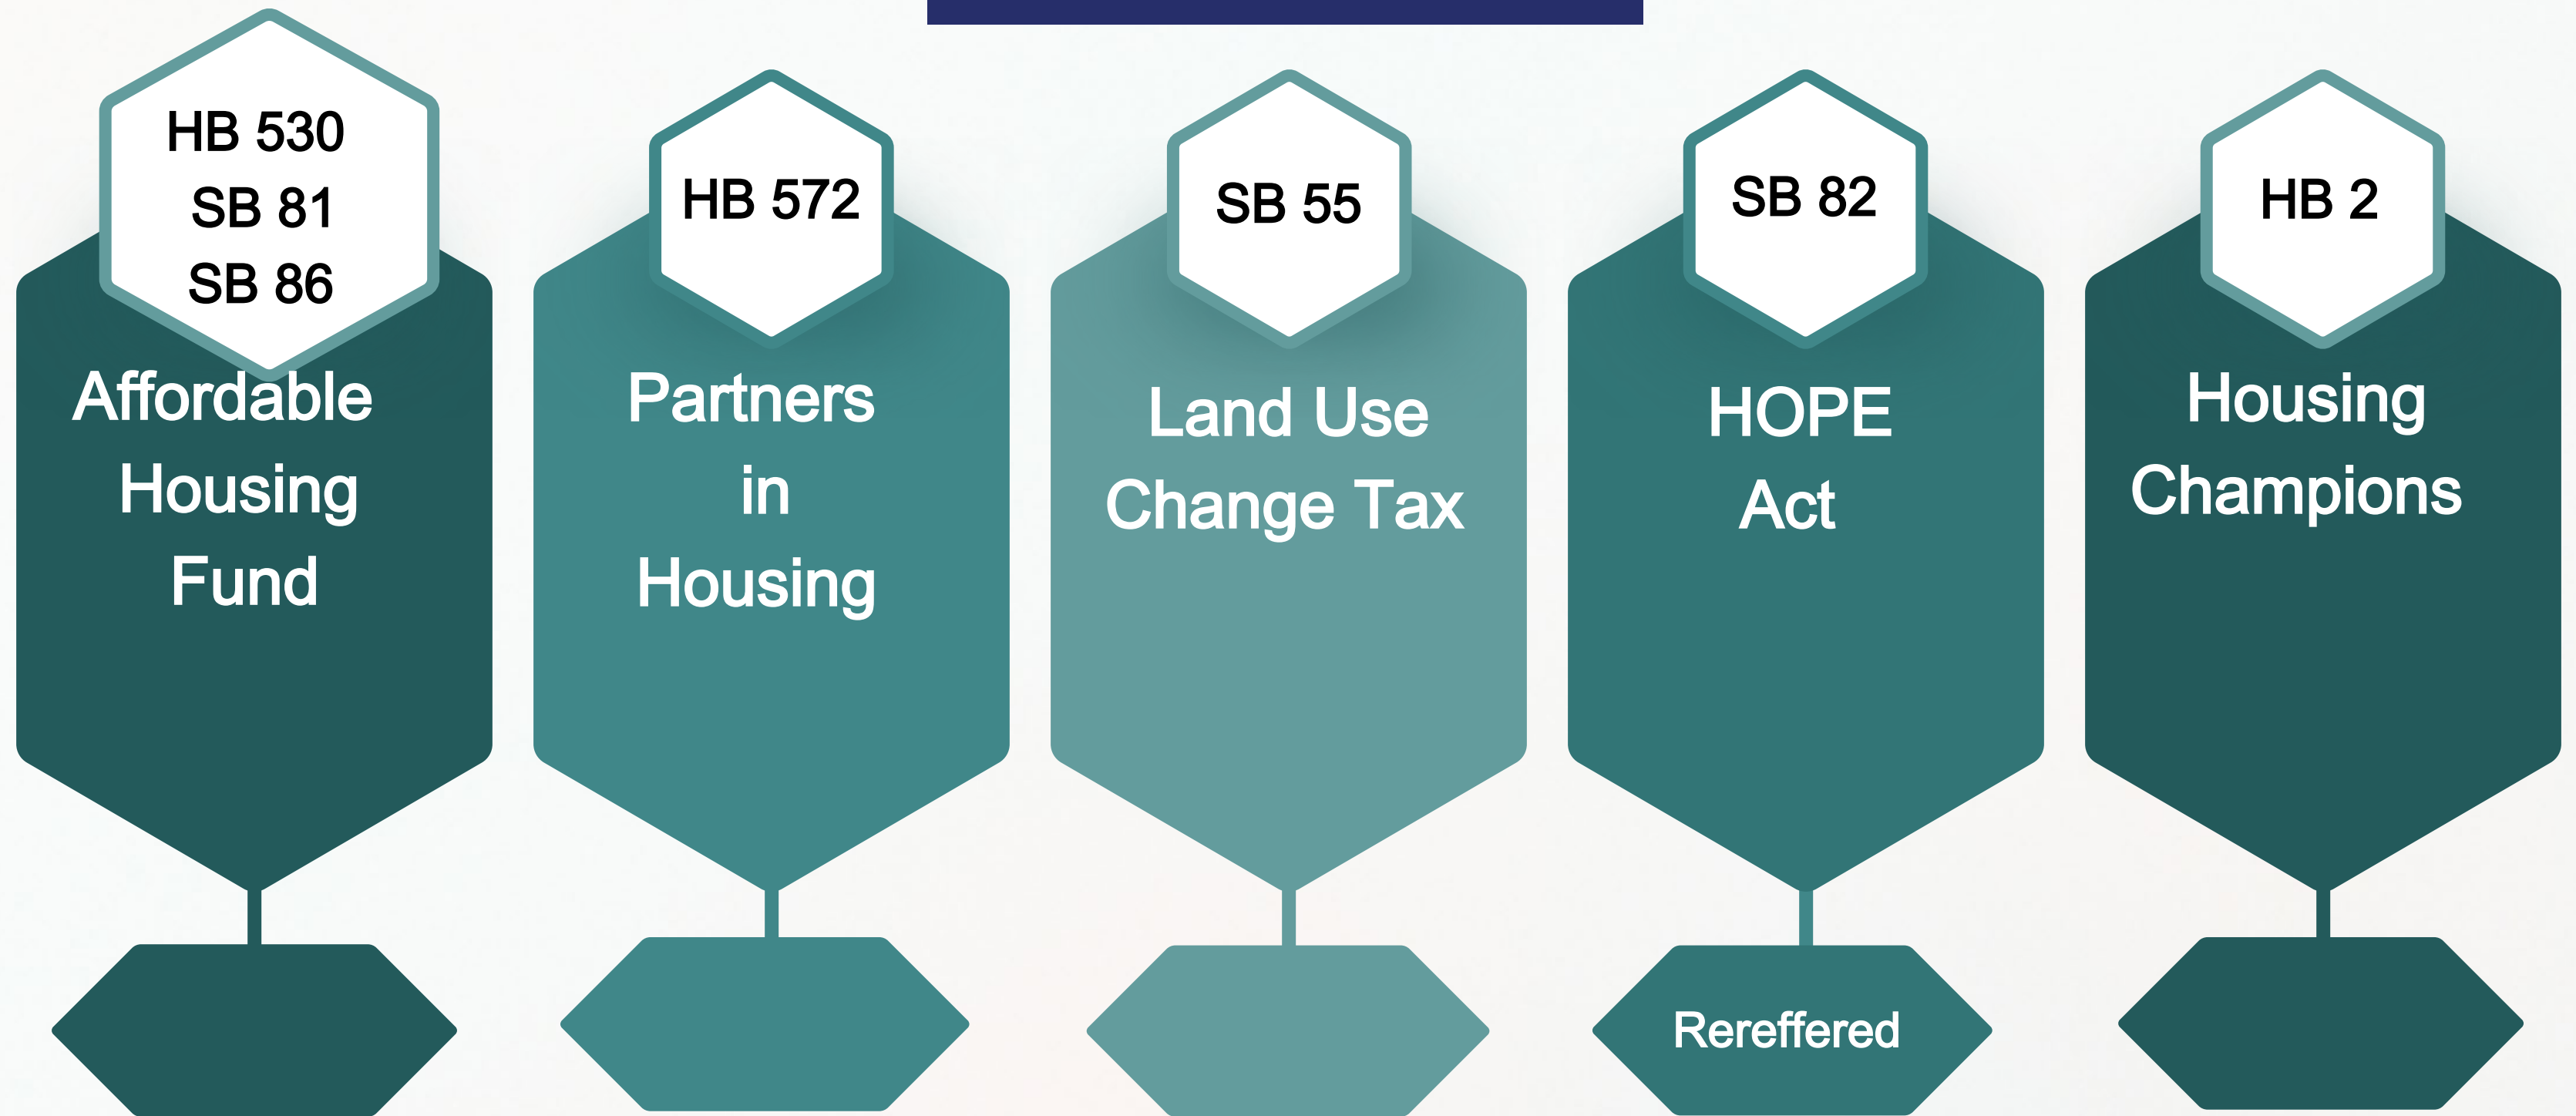 HB 530
SB 81
SB 86
Affordable
Housing
Fund
HB 572
Partners
in
Housing
SB 55
Land Use
Change Tax
SB 82
HOPE
Act
Rereffered
HB 2
Housing
Champions